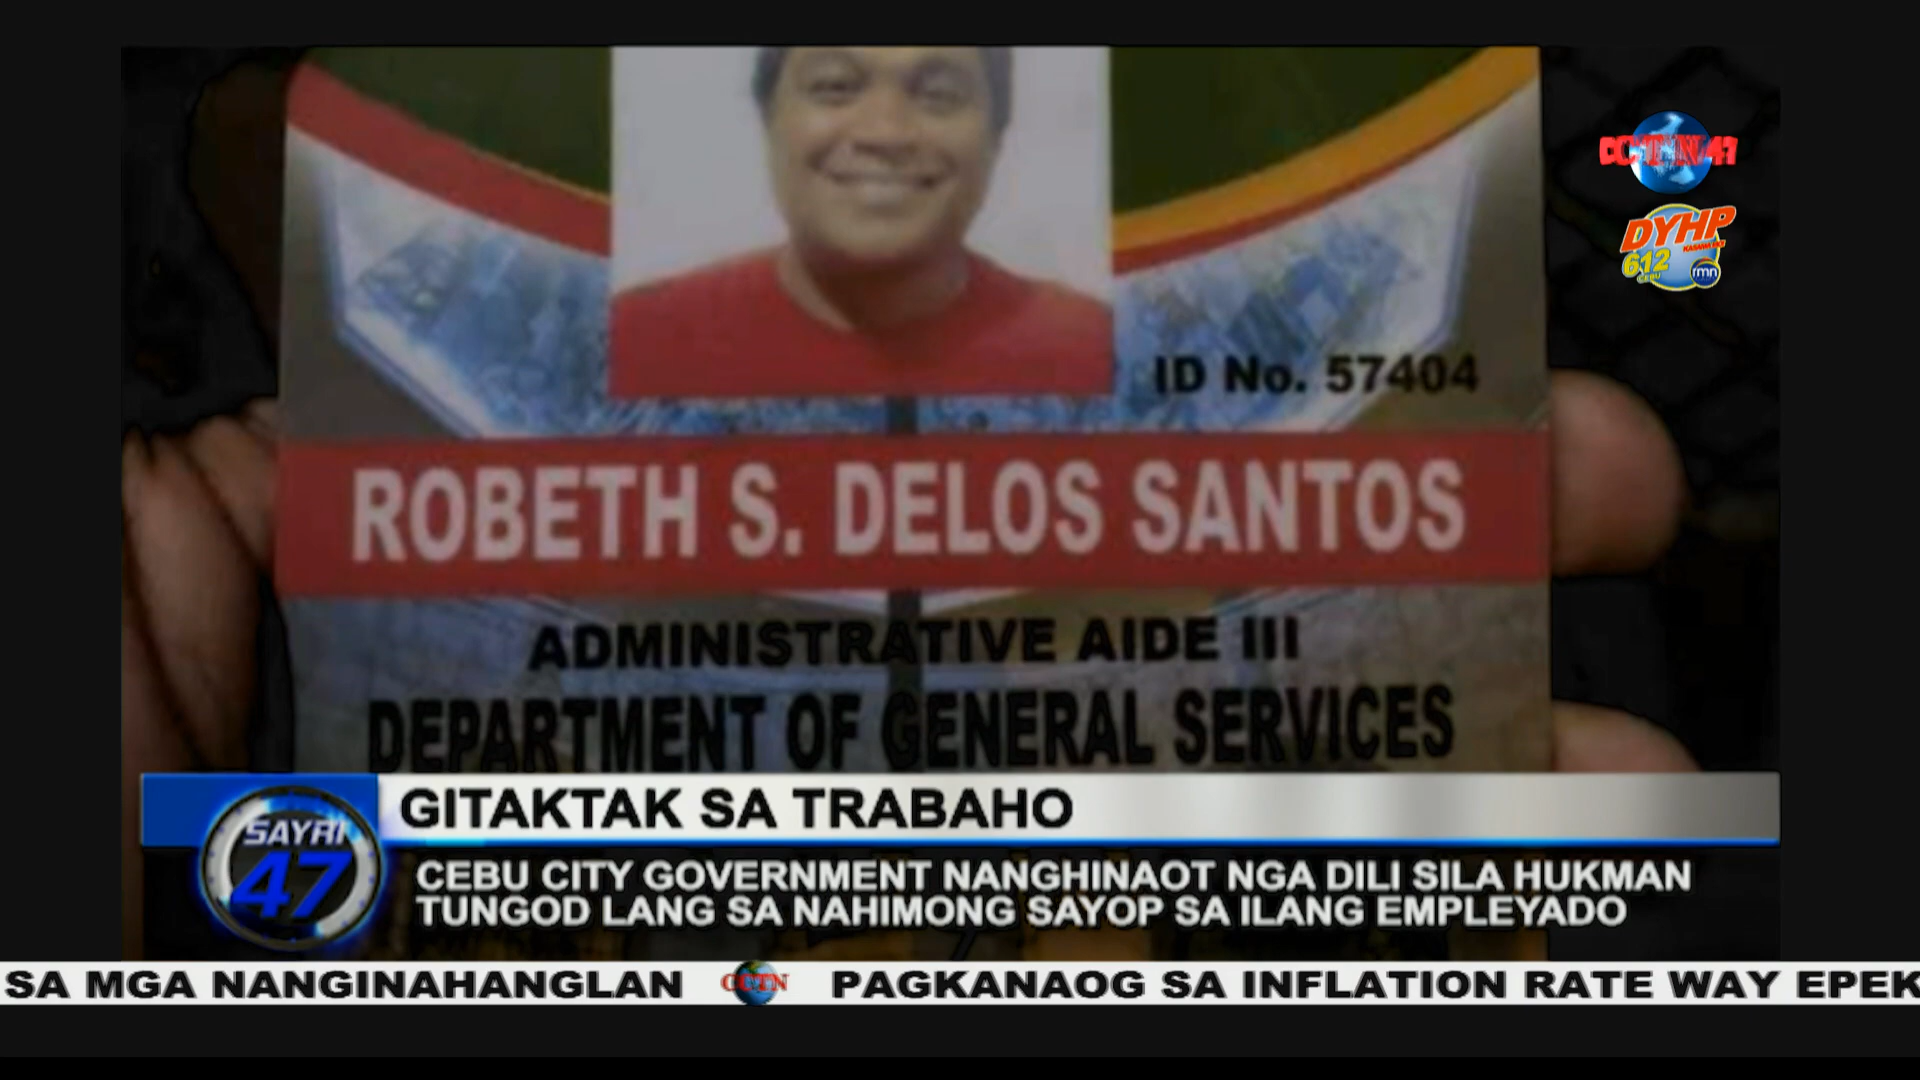 CCTN 47
DYHP
612
CEBU
rmn
ID No. 57404
ROBETH S. DELOS SANTOS
ADMINISTRATIVE AIDE III
DEPARTMENT OF GENERAL SERVICES
GITAKTAK SA TRABAHO
SAYRI
47
CEBU CITY GOVERNMENT NANGHINAOT NGA DILI SILA HUKMAN
TUNGOD LANG SA NAHIMONG SAYOP SA ILANG EMPLEYADO
SA MGA NANGINAHANGLAN CCTN PAGKANAOG SA INFLATION RATE WAY EPEK